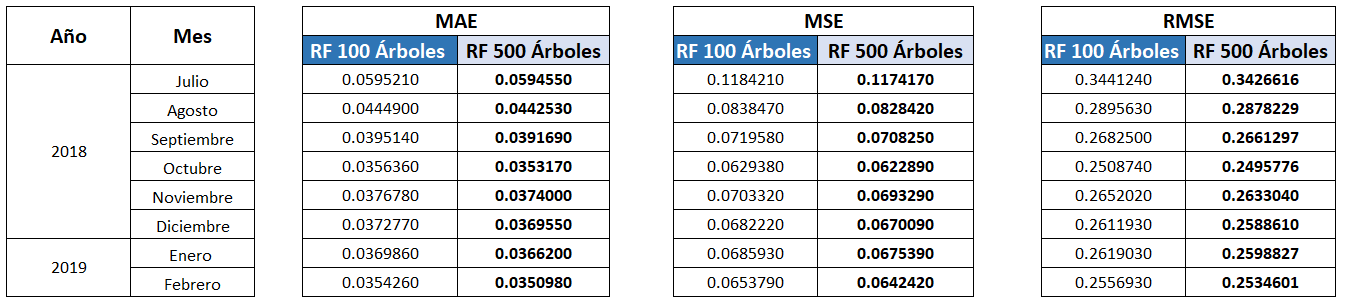 Año Mes MAE MSE RMSE
RF 100 Árboles RF 500 Árboles RF 100 Árboles RF 500 Árboles RF 100 Árboles RF 500 Árboles
2018 Julio 0.0595210 0.0594550 0.1184210 0.1174170 0.3441240 0.3426616
Agosto 0.0444900 0.0442530 0.0838470 0.0828420 0.2895630 0.2878229
Septiembre 0.0395140 0.0391690 0.0719580 0.0708250 0.2682500 0.2661297
Octubre 0.0356360 0.0353170 0.0629380 0.0622890 0.2508740 0.2495776
Noviembre 0.0376780 0.0374000 0.0703320 0.0693290 0.2652020 0.2633040
Diciembre 0.0372770 0.0369550 0.0682220 0.0670090 0.2611930 0.2588610
2019 Enero 0.0369860 0.0366200 0.0685930 0.0675390 0.2619030 0.2598827
Febrero 0.0354260 0.0350980 0.0653790 0.0642420 0.2556930 0.2534601